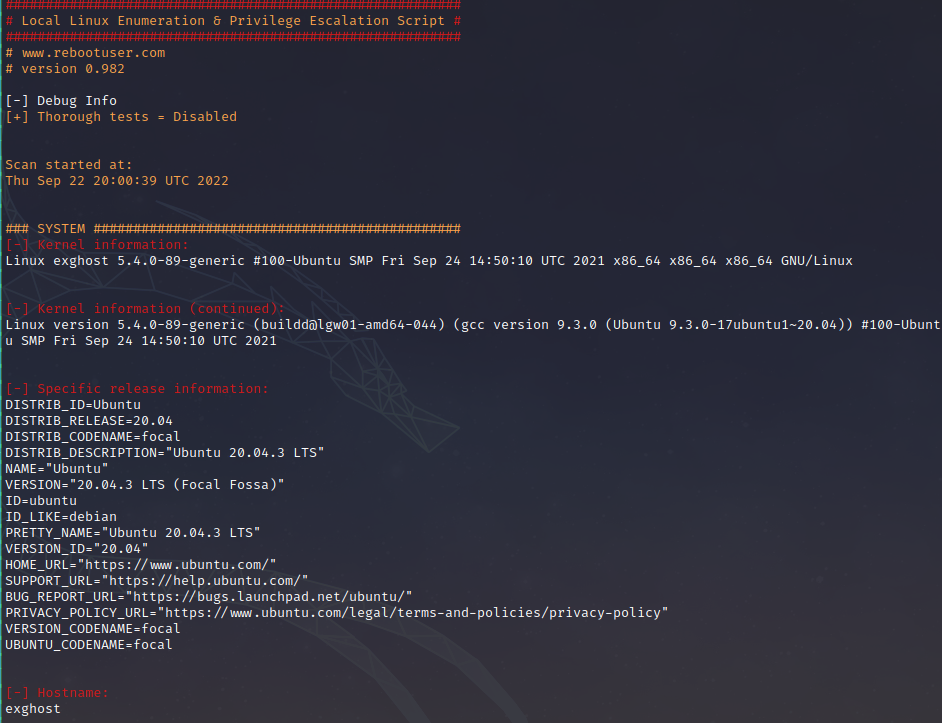 #########################################################
# Local Linux Enumeration & Privilege Escalation Script #
#########################################################
# www.rebootuser.com
# version 0.982
[-] Debug Info
[+] Thorough tests = Disabled
Scan started at:
Thu Sep 22 20:00:39 UTC 2022
### SYSTEM ##############################################
[-] Kernel information:
Linux exghost 5.4.0-89-generic #100-Ubuntu SMP Fri Sep 24 14:50:10 UTC 2021 x86_64 x86_64 x86_64 GNU/Linux
[-] Kernel information (continued):
Linux version 5.4.0-89-generic (buildd@lgw01-amd64-044) (gcc version 9.3.0 (Ubuntu 9.3.0-17ubuntu1~20.04)) #100-Ubunt
u SMP Fri Sep 24 14:50:10 UTC 2021
[-] Specific release information:
DISTRIB_ID=Ubuntu
DISTRIB_RELEASE=20.04
DISTRIB_CODENAME=focal
DISTRIB_DESCRIPTION="Ubuntu 20.04.3 LTS"
NAME="Ubuntu"
VERSION="20.04.3 LTS (Focal Fossa)"
ID=ubuntu
ID_LIKE=debian
PRETTY_NAME="Ubuntu 20.04.3 LTS"
VERSION_ID="20.04"
HOME_URL="https://www.ubuntu.com/"
SUPPORT_URL="https://help.ubuntu.com/"
BUG_REPORT_URL="https://bugs.launchpad.net/ubuntu/"
PRIVACY_POLICY_URL="https://www.ubuntu.com/legal/terms-and-policies/privacy-policy"
VERSION_CODENAME=focal
UBUNTU_CODENAME=focal
[-] Hostname:
exghost